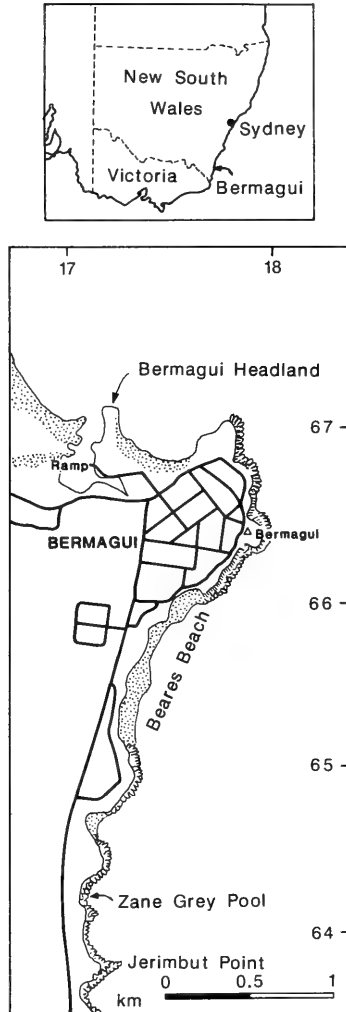 New South
Wales
Sydney
Victoria
Bermagui
17 18
Bermagui Headland
67
Ramp
BERMAGUI
Bermagui
66
Beares Beach
65
Zane Grey Pool
64
Jerimbut Point
km 0 0.5 1